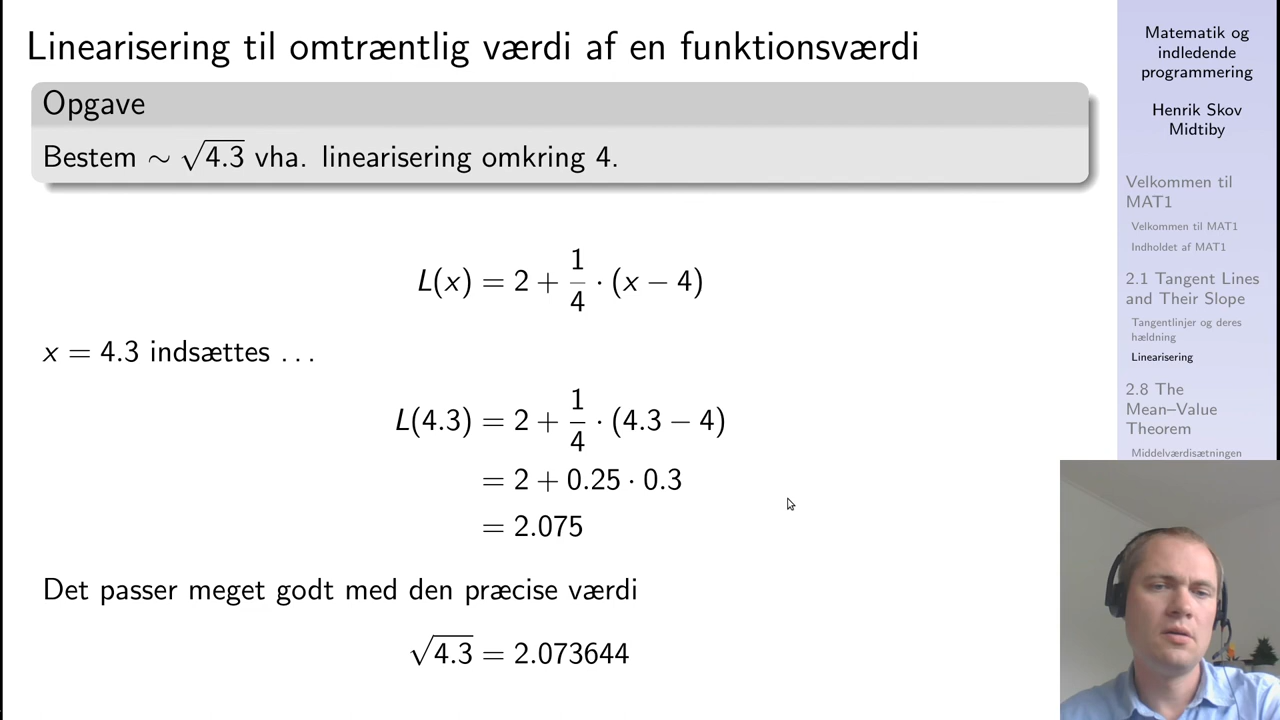 Linearisering til omtræntlig værdi af en funktionsværdi
Opgave
Bestem ∼ √4.3 vha. linearisering omkring 4.
L(x) = 2 + 1/4 · (x − 4)
x = 4.3 indsættes . . .
L(4.3) = 2 + 1/4 · (4.3 − 4)
= 2 + 0.25 · 0.3
= 2.075
Det passer meget godt med den præcise værdi
√4.3 = 2.073644
Matematik og
indledende
programmering
Henrik Skov
Midtiby
Velkommen til
MAT1
Velkommen til MAT1
Indholdet af MAT1
2.1 Tangent Lines
and Their Slope
Tangentlinjer og deres
hældning
Linearisering
2.8 The
Mean–Value
Theorem
Middelværdisætningen